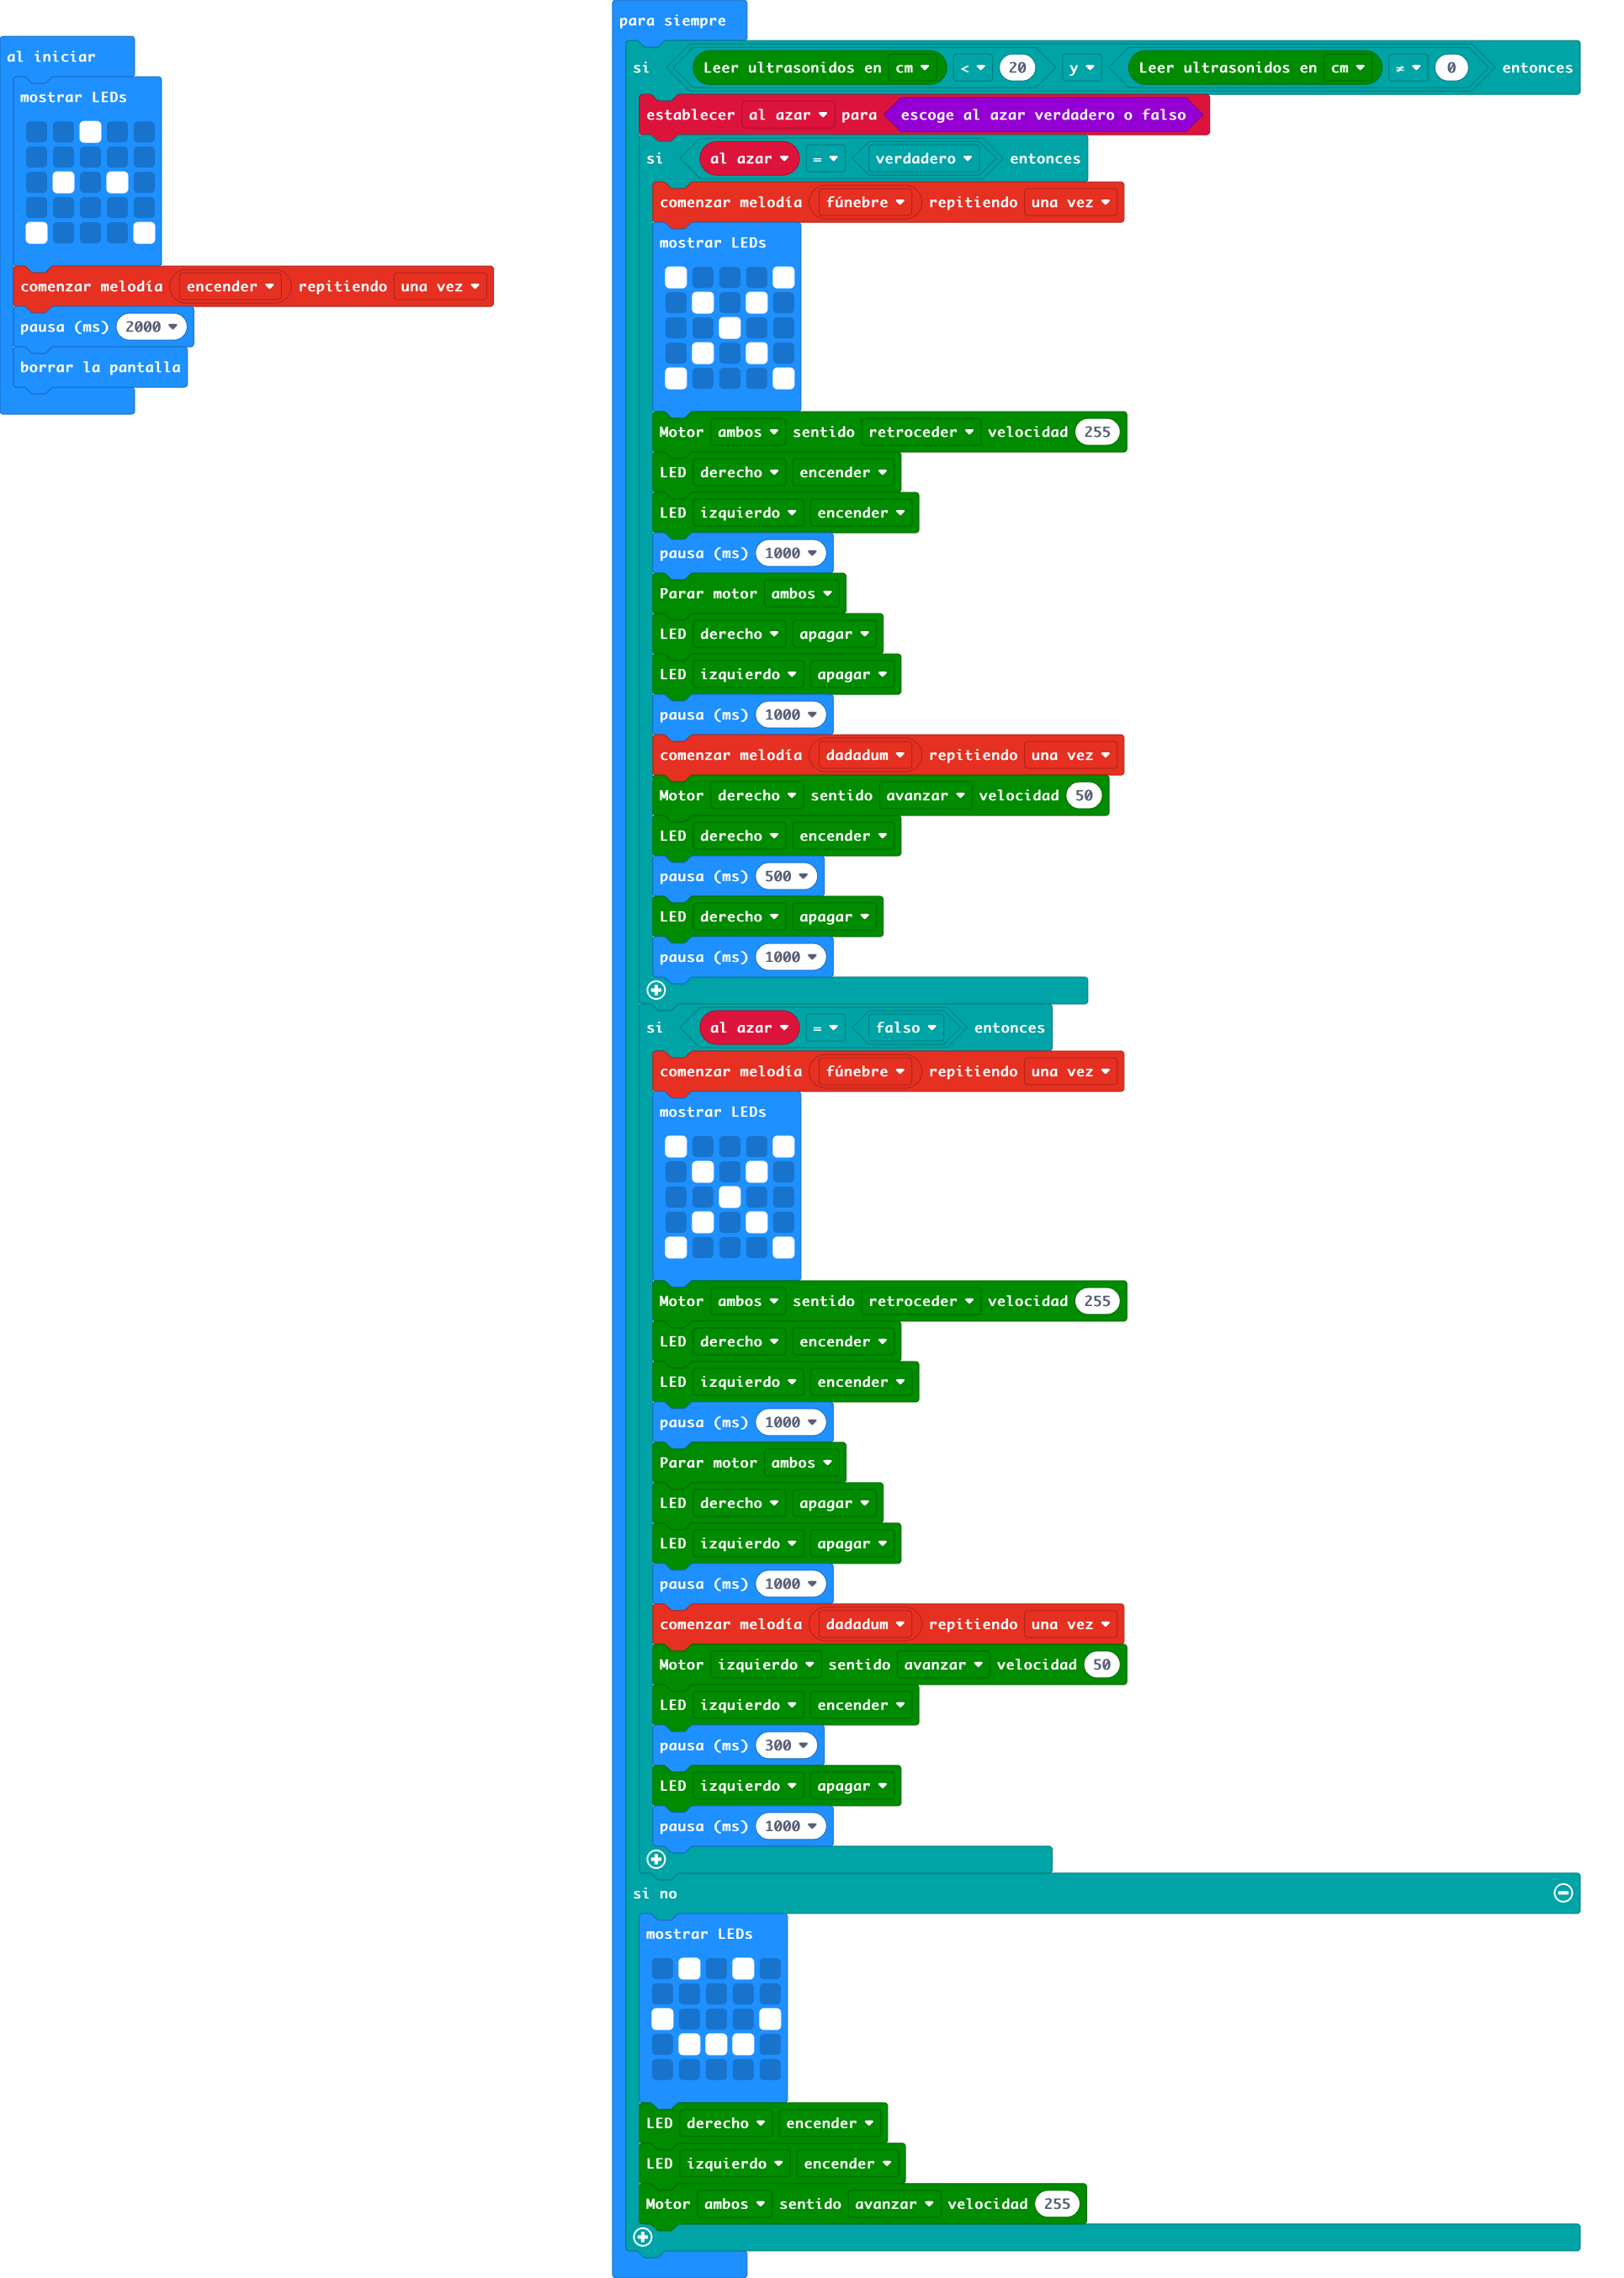 al iniciar
mostrar LEDs
comenzar melodía encender repitiendo una vez
pausa (ms) 2000
borrar la pantalla
para siempre
si Leer ultrasonidos en cm < 20 y Leer ultrasonidos en cm ≠ 0 entonces
establecer al azar para escoge al azar verdadero o falso
si al azar = verdadero entonces
comenzar melodía fúnebre repitiendo una vez
mostrar LEDs
Motor ambos sentido retroceder velocidad 255
LED derecho encender
LED izquierdo encender
pausa (ms) 1000
Parar motor ambos
LED derecho apagar
LED izquierdo apagar
pausa (ms) 1000
comenzar melodía dadadum repitiendo una vez
Motor derecho sentido avanzar velocidad 50
LED derecho encender
pausa (ms) 500
LED derecho apagar
pausa (ms) 1000
si al azar = falso entonces
comenzar melodía fúnebre repitiendo una vez
mostrar LEDs
Motor ambos sentido retroceder velocidad 255
LED derecho encender
LED izquierdo encender
pausa (ms) 1000
Parar motor ambos
LED derecho apagar
LED izquierdo apagar
pausa (ms) 1000
comenzar melodía dadadum repitiendo una vez
Motor izquierdo sentido avanzar velocidad 50
LED izquierdo encender
pausa (ms) 300
LED izquierdo apagar
pausa (ms) 1000
si no
mostrar LEDs
LED derecho encender
LED izquierdo encender
Motor ambos sentido avanzar velocidad 255